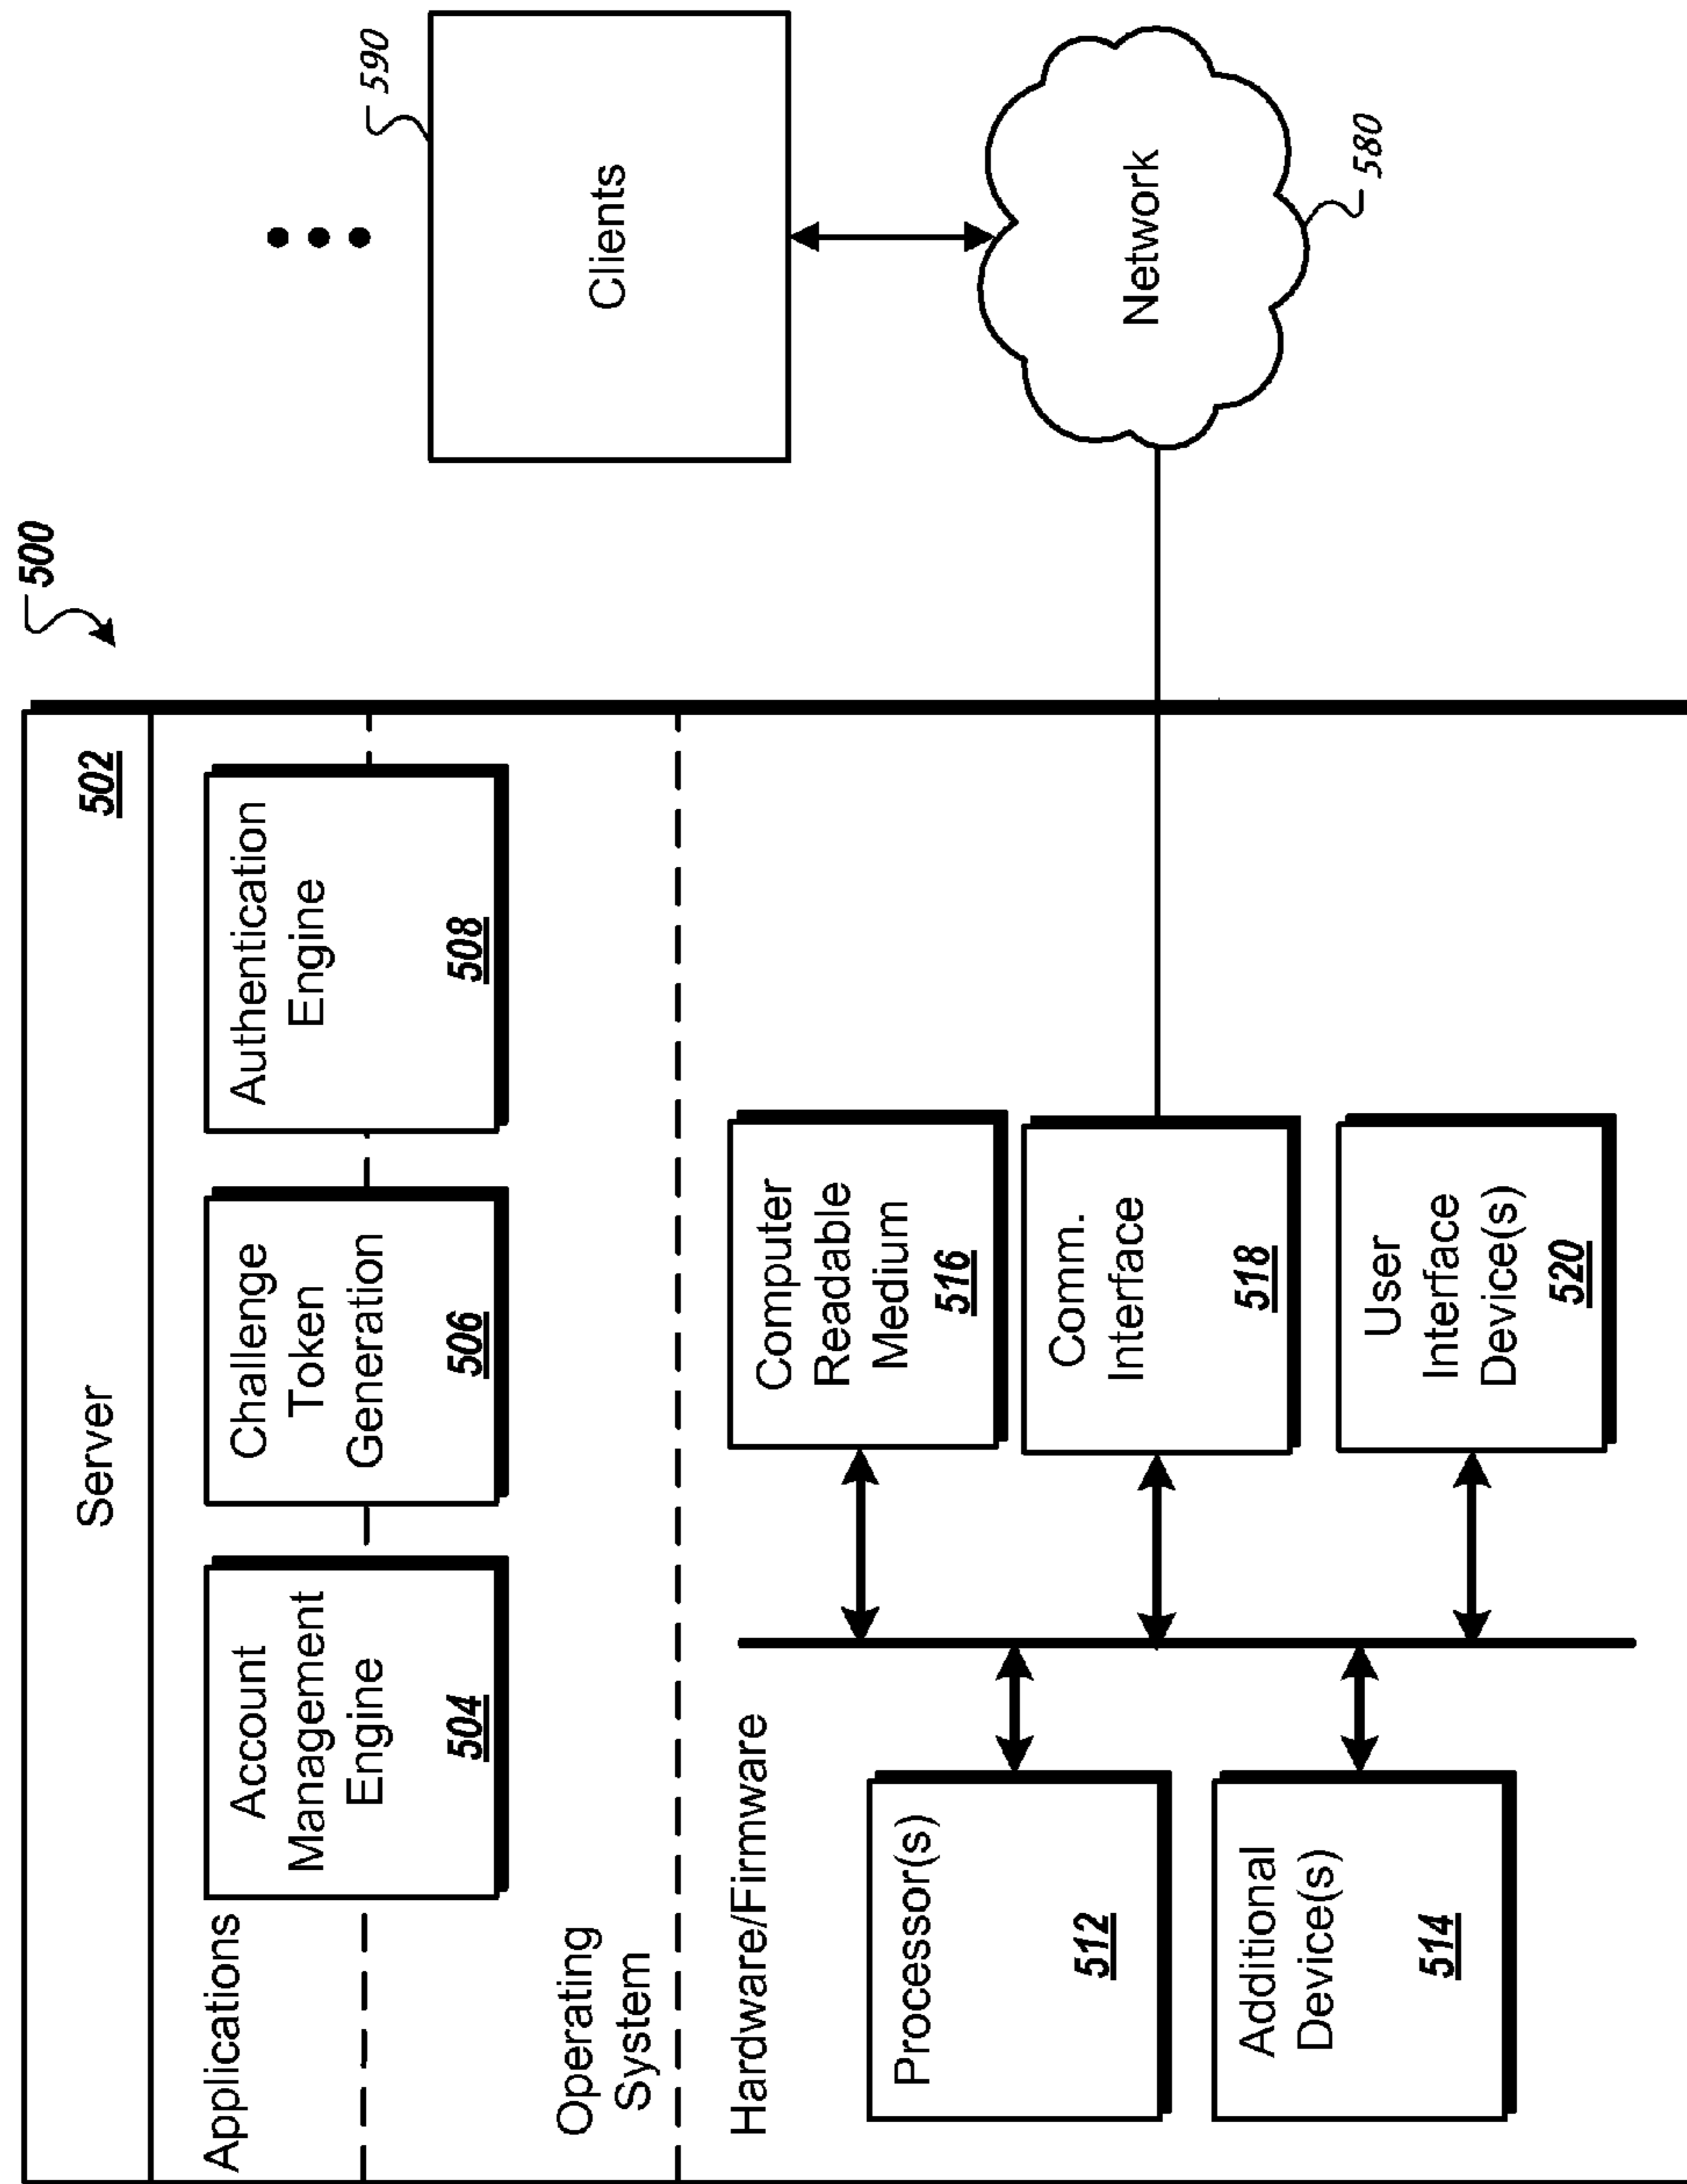 500
Server
502
Applications
Account
Management
Engine
504
Challenge
Token
Generation
506
Authentication
Engine
508
Operating
System
Hardware/Firmware
Processor(s)
512
Additional
Device(s)
514
Computer
Readable
Medium
516
Comm.
Interface
518
User
Interface
Device(s)
520
590
Clients
Network
580